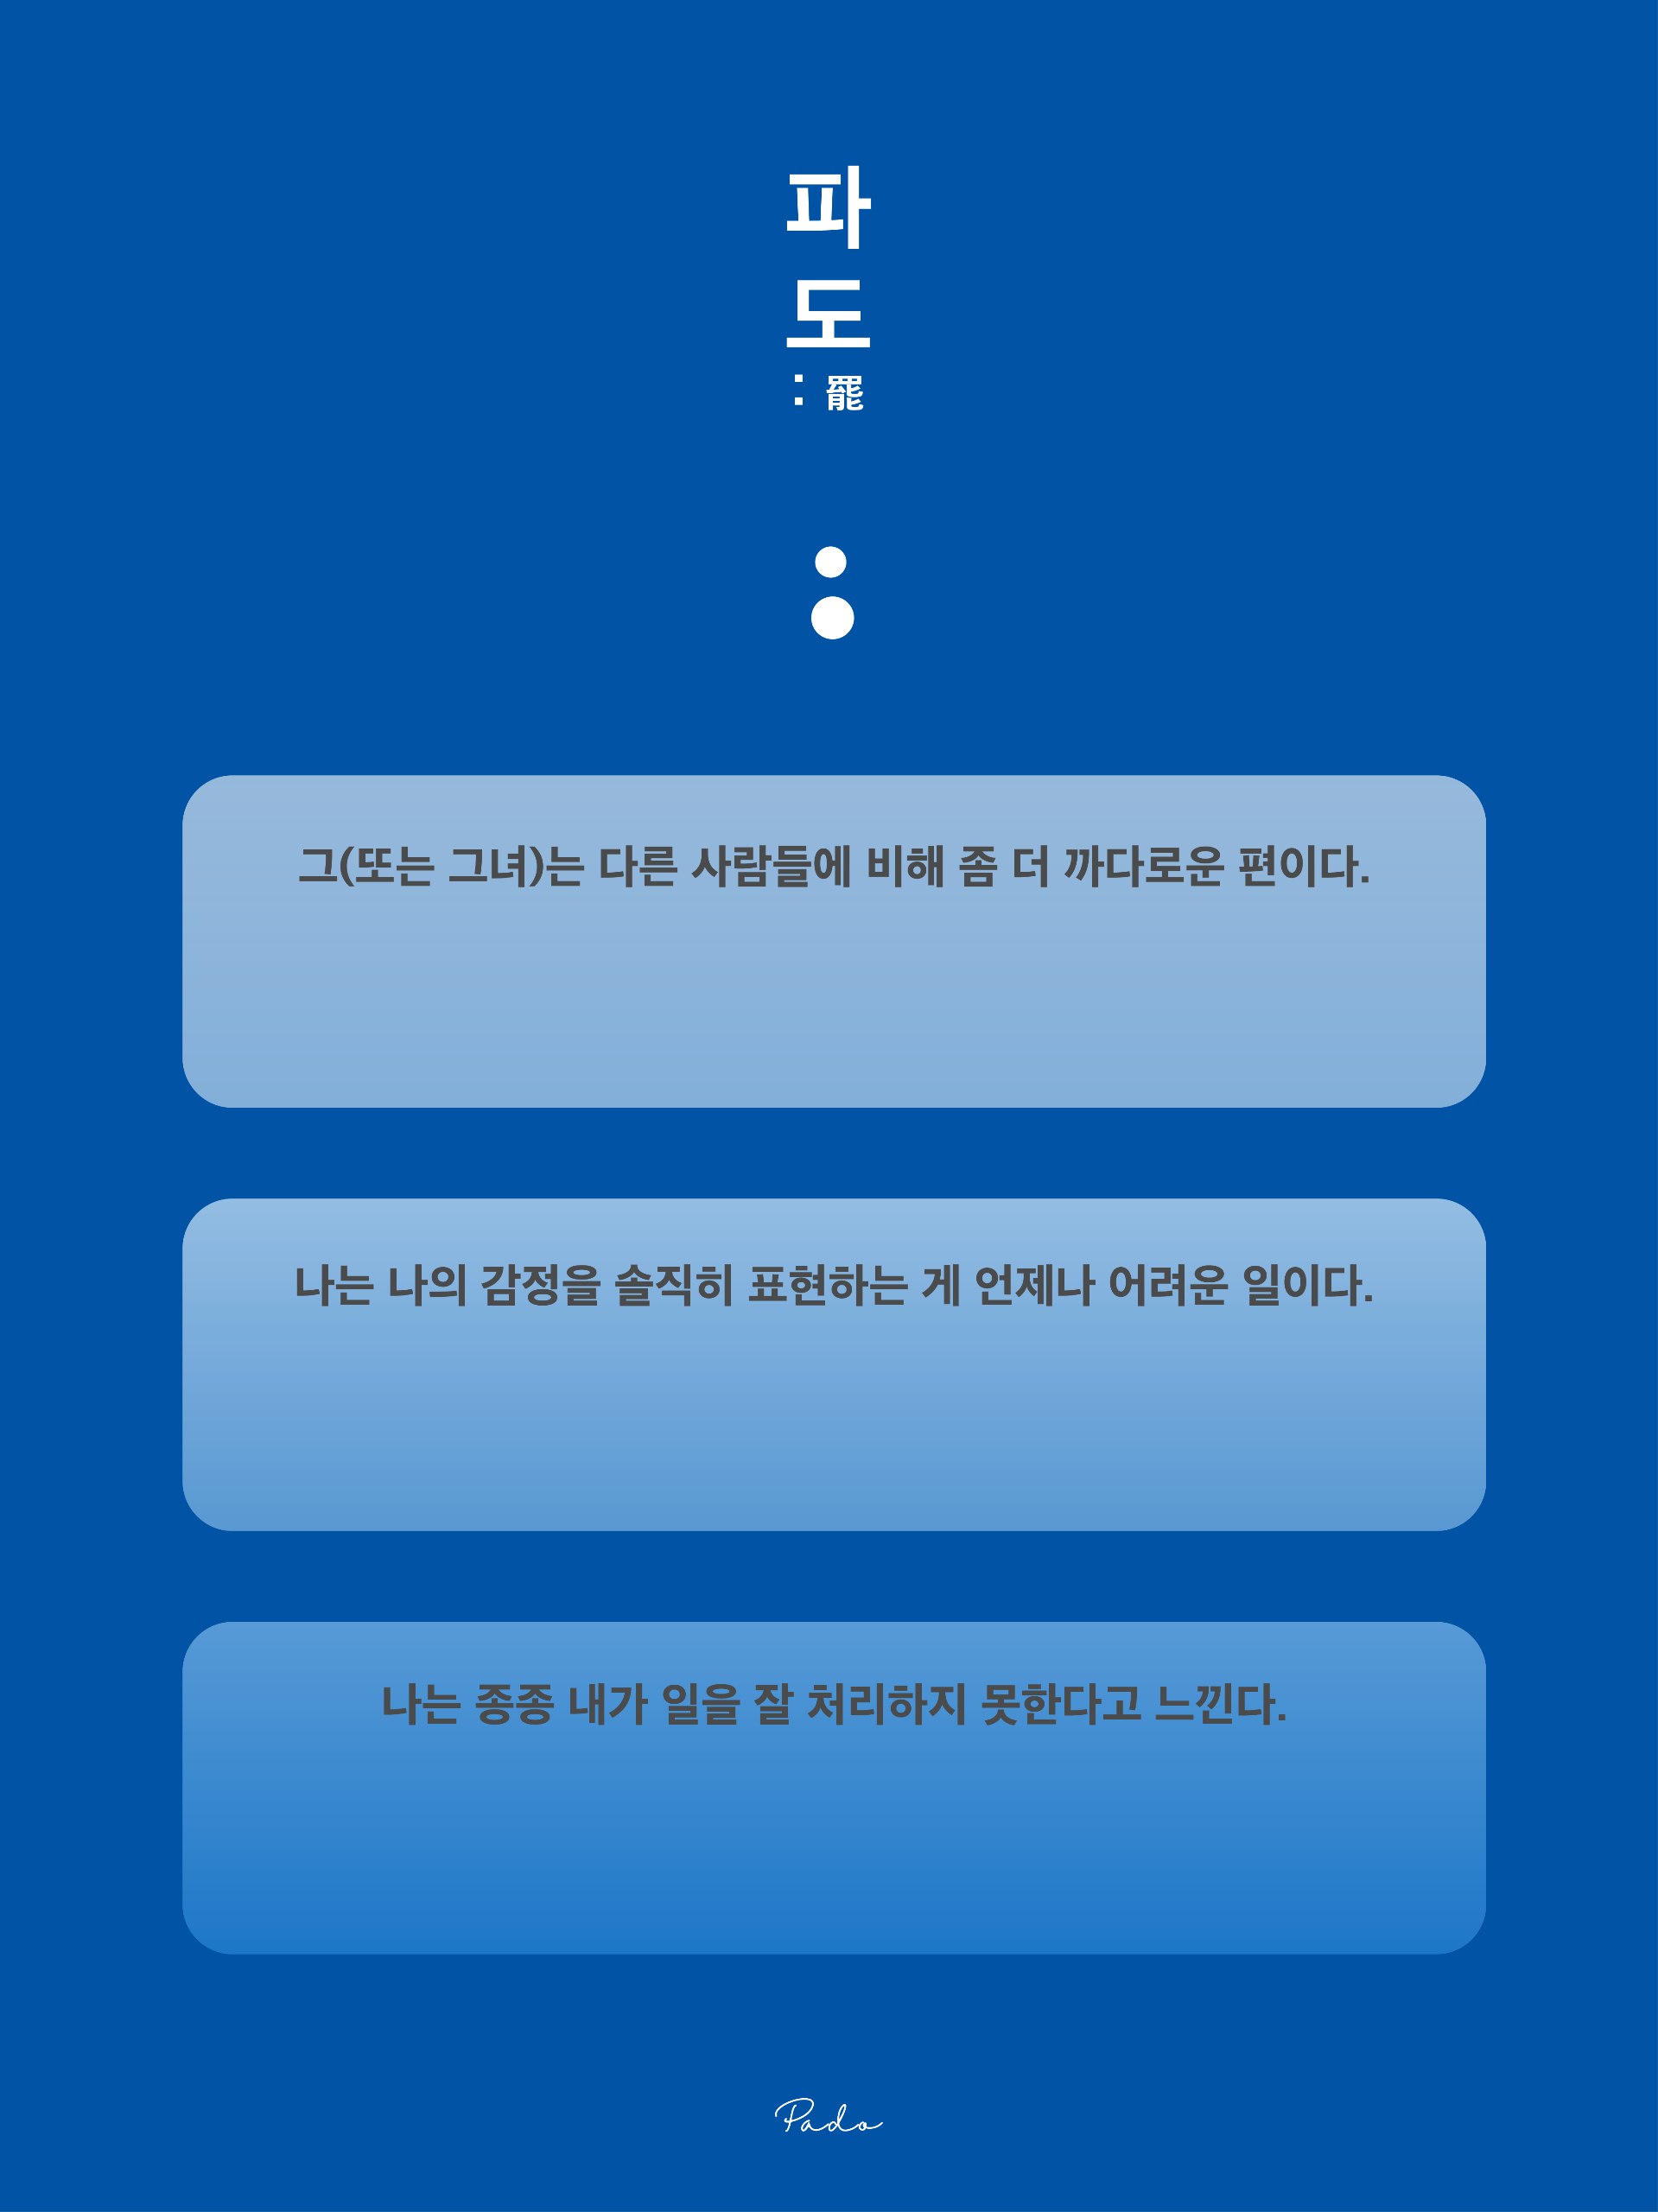 파
도
: 罷
그(또는 그녀)는 다른 사람들에 비해 좀 더 까다로운 편이다.
나는 나의 감정을 솔직히 표현하는 게 언제나 어려운 일이다.
나는 종종 내가 일을 잘 처리하지 못한다고 느낀다.
Pado